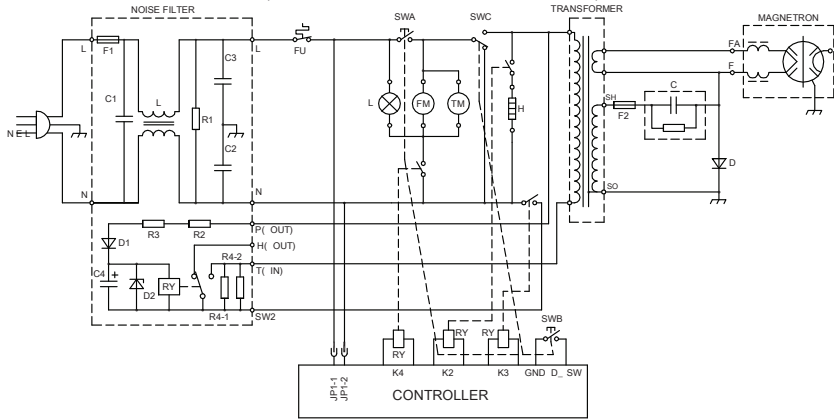 NOISE FILTER
SWA
SWC
TRANSFORMER
MAGNETRON
L
F1
L
FU
C3
FA
F
C1
L
R1
L
FM
TM
H
SH
C
F2
N E L
C2
D
N
N
SO
R3
R2
P( OUT)
D1
H( OUT)
R4-2
T( IN)
C4
+
D2
RY
R4-1
SW2
SWB
RY
RY
RY
JP1-1
JP1-2
K4
K2
K3
GND
D_ SW
CONTROLLER